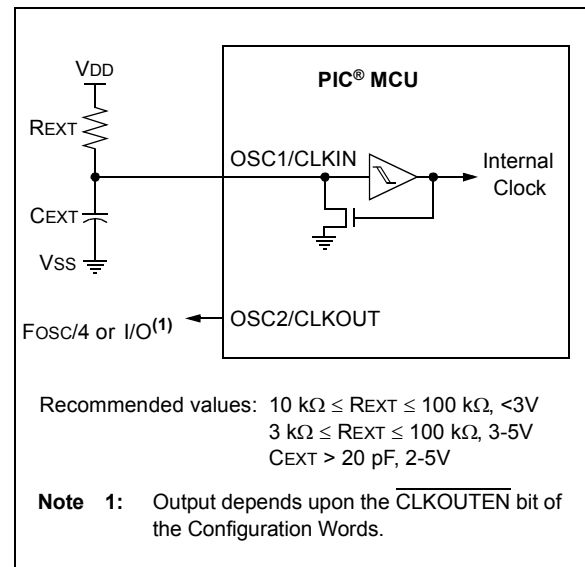 VDD
PIC® MCU
REXT
OSC1/CLKIN
Internal
Clock
CEXT
VSS
OSC2/CLKOUT
FOSC/4 or I/O(1)
Recommended values: 10 kΩ ≤ REXT ≤ 100 kΩ, <3V
3 kΩ ≤ REXT ≤ 100 kΩ, 3-5V
CEXT > 20 pF, 2-5V
Note 1: Output depends upon the CLKOUTEN bit of
the Configuration Words.